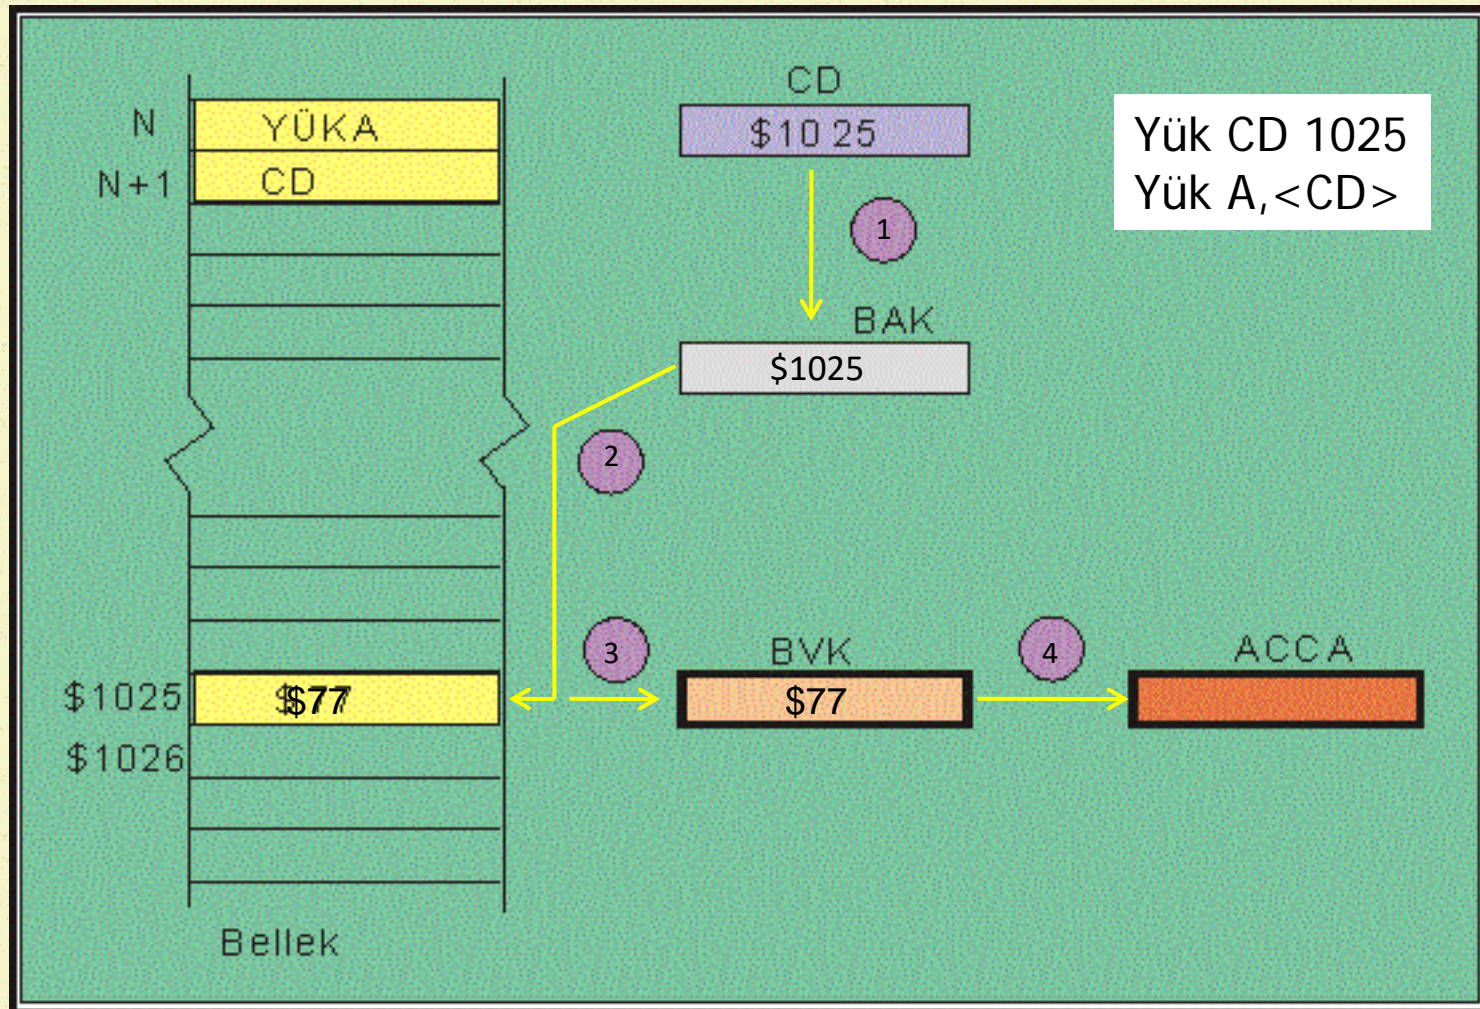 CD
N YÜKA
$10 25
Yük CD 1025
N+1 CD
Yük A,<CD>
1
BAK
$1025
2
3
BVK
4
ACCA
$1025 $77
$77
$1026
Bellek